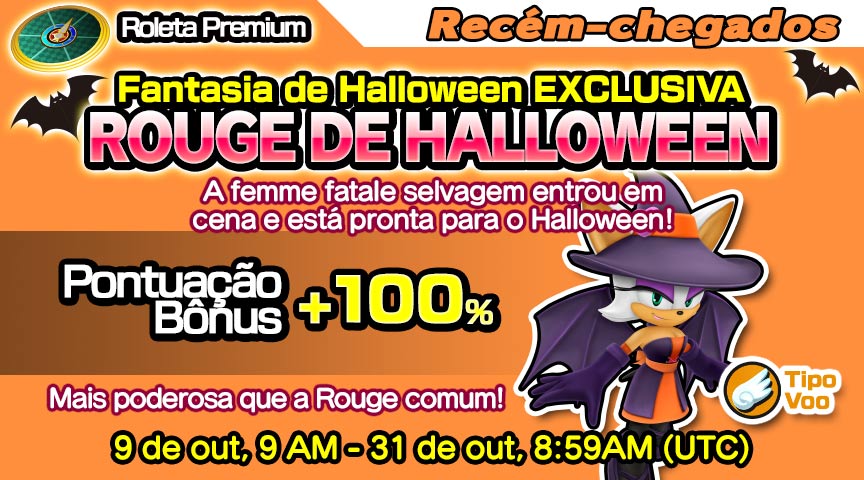 Roleta Premium
Recém-chegados
Fantasia de Halloween EXCLUSIVA
ROUGE DE HALLOWEEN
A femme fatale selvagem entrou em
cena e está pronta para o Halloween!
Pontuação
Bônus
+100%
Tipo
Voo
Mais poderosa que a Rouge comum!
9 de out, 9 AM - 31 de out, 8:59AM (UTC)